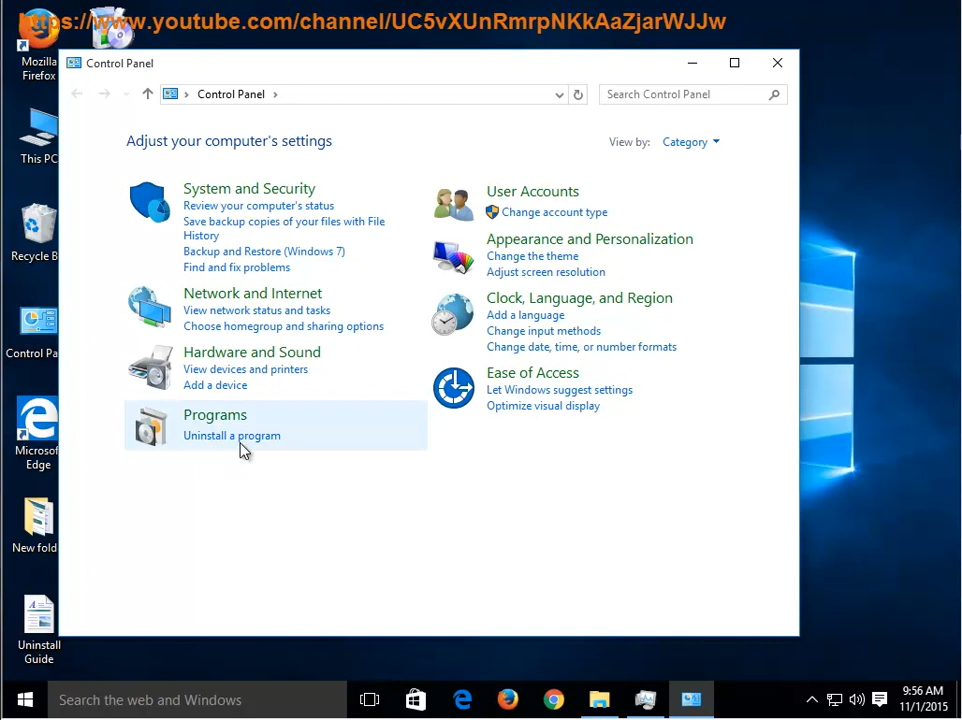 https://www.youtube.com/channel/UC5vXUnRmrpNKkAaZjarWJJw
Mozilla
Firefox
This PC
Recycle B
Control Pa
Microsof
Edge
New fold
Uninstall
Guide
Control Panel
Control Panel
Search Control Panel
Adjust your computer's settings
View by: Category
System and Security
Review your computer's status
Save backup copies of your files with File
History
Backup and Restore (Windows 7)
Find and fix problems
Network and Internet
View network status and tasks
Choose homegroup and sharing options
Hardware and Sound
View devices and printers
Add a device
Programs
Uninstall a program
User Accounts
Change account type
Appearance and Personalization
Change the theme
Adjust screen resolution
Clock, Language, and Region
Add a language
Change input methods
Change date, time, or number formats
Ease of Access
Let Windows suggest settings
Optimize visual display
Search the web and Windows
9:56 AM
11/1/2015